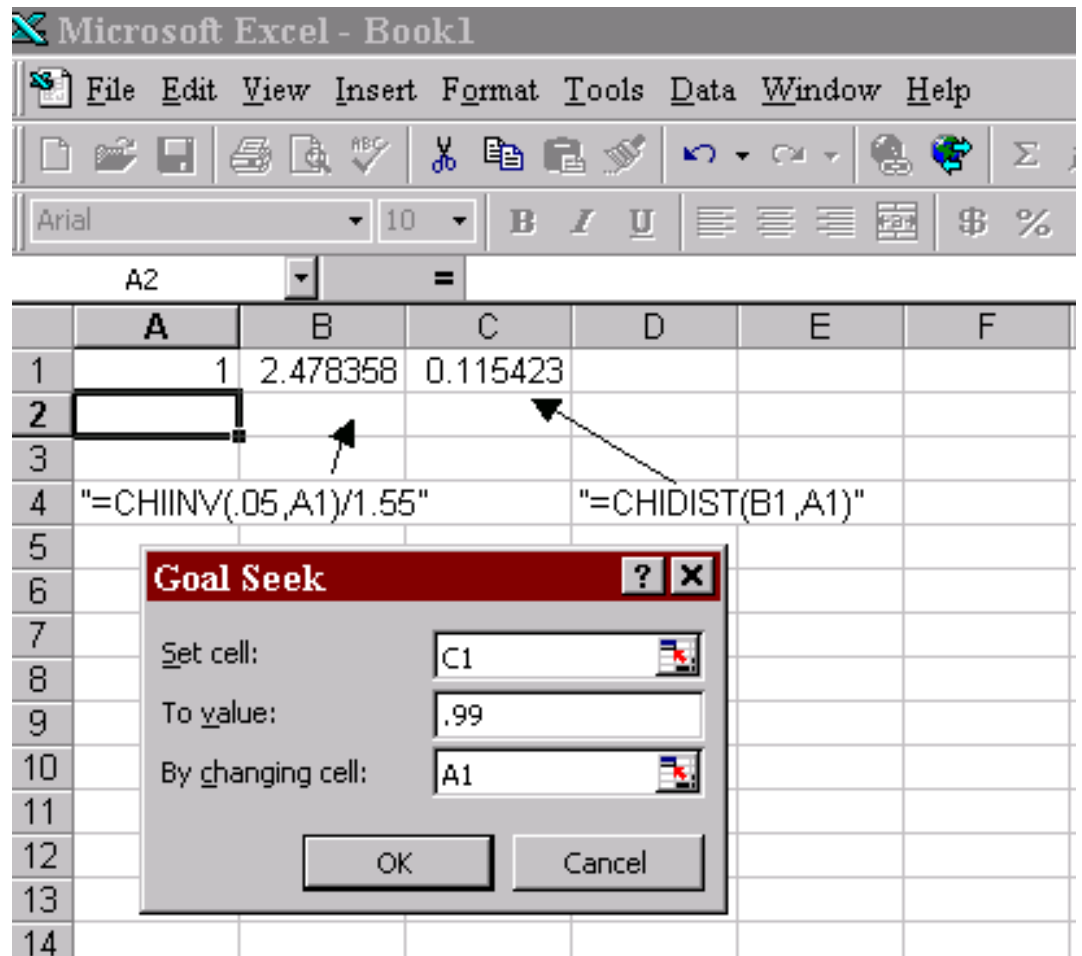 Microsoft Excel - Book1
File Edit View Insert Format Tools Data Window Help
ABC Σ
Arial 10 B I U $ %
A2 =
A B C D E F
1 1 2.478358 0.115423
2
3
4 "=CHIINV(.05,A1)/1.55" "=CHIDIST(B1,A1)"
5
Goal Seek ? X
6
7
Set cell: C1
8
To value: .99
9
10 By changing cell: A1
11
12 OK Cancel
13
14